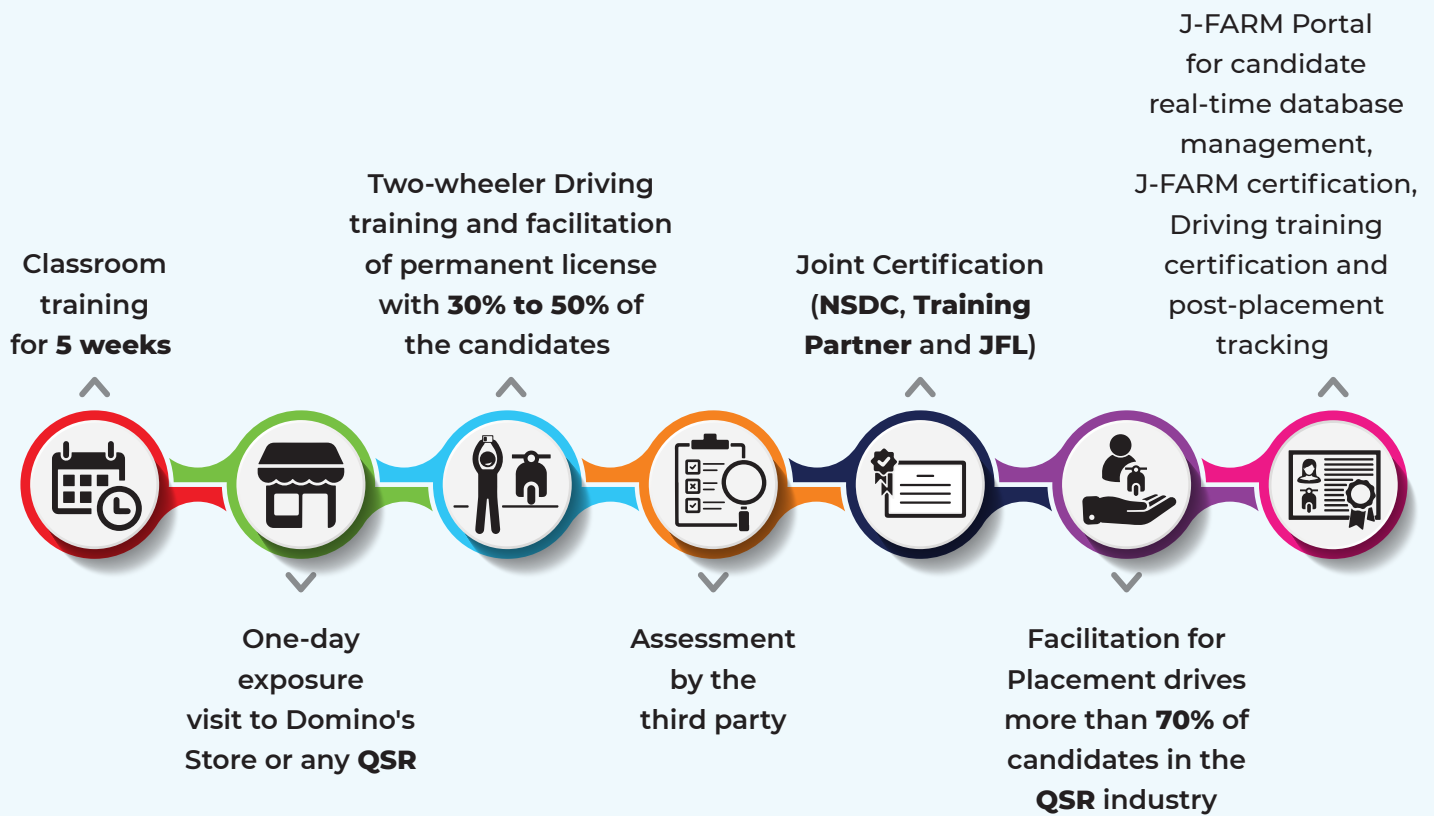 Classroom
training
for 5 weeks
One-day
exposure
visit to Domino's
Store or any QSR
Two-wheeler Driving
training and facilitation
of permanent license
with 30% to 50% of
the candidates
Assessment
by the
third party
Joint Certification
(NSDC, Training
Partner and JFL)
Facilitation for
Placement drives
more than 70% of
candidates in the
QSR industry
J-FARM Portal
for candidate
real-time database
management,
J-FARM certification,
Driving training
certification and
post-placement
tracking